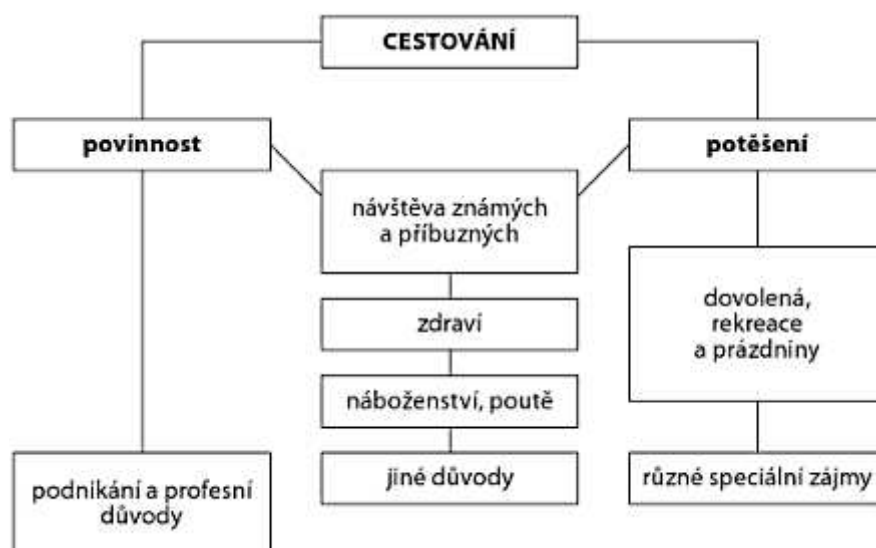 CESTOVÁNÍ
povinnost
potěšení
návštěva známých
a příbuzných
dovolená,
rekreace
a prázdniny
zdraví
náboženství, poutě
jiné důvody
různé speciální zájmy
podnikání a profesní
důvody